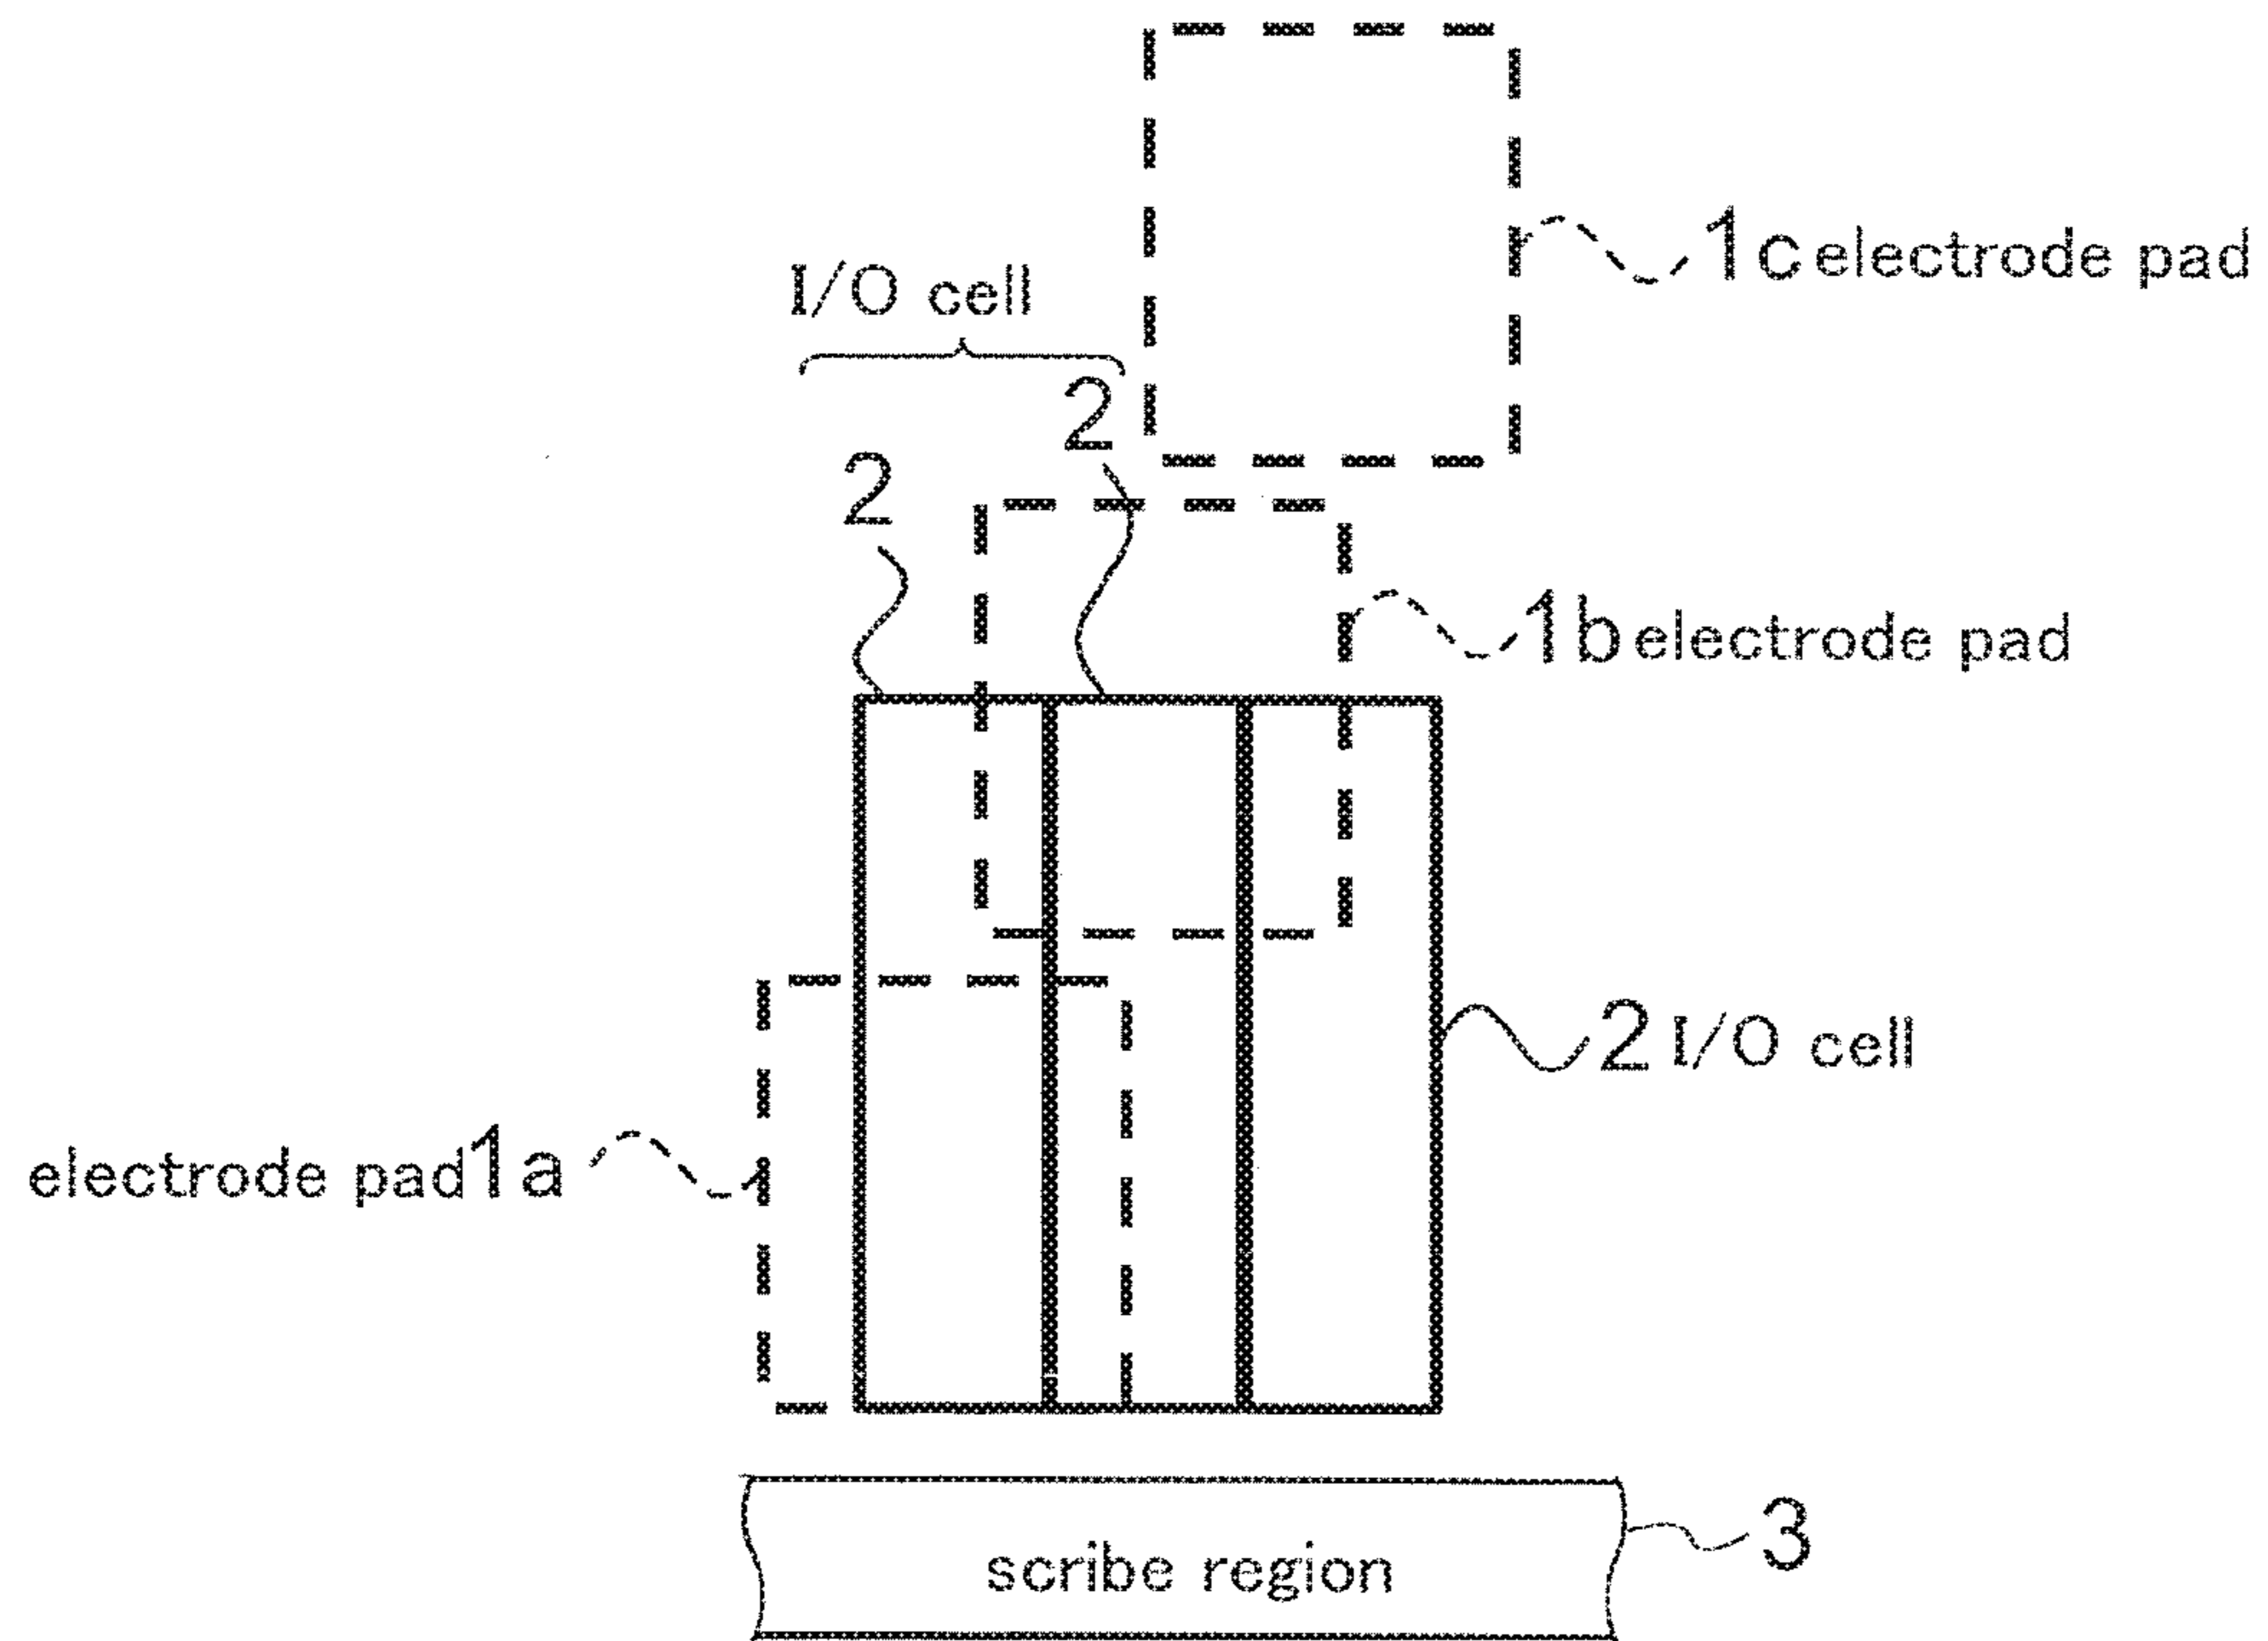 1c electrode pad
I/O cell
2
2
1b electrode pad
2 I/O cell
electrode pad 1a
scribe region
3